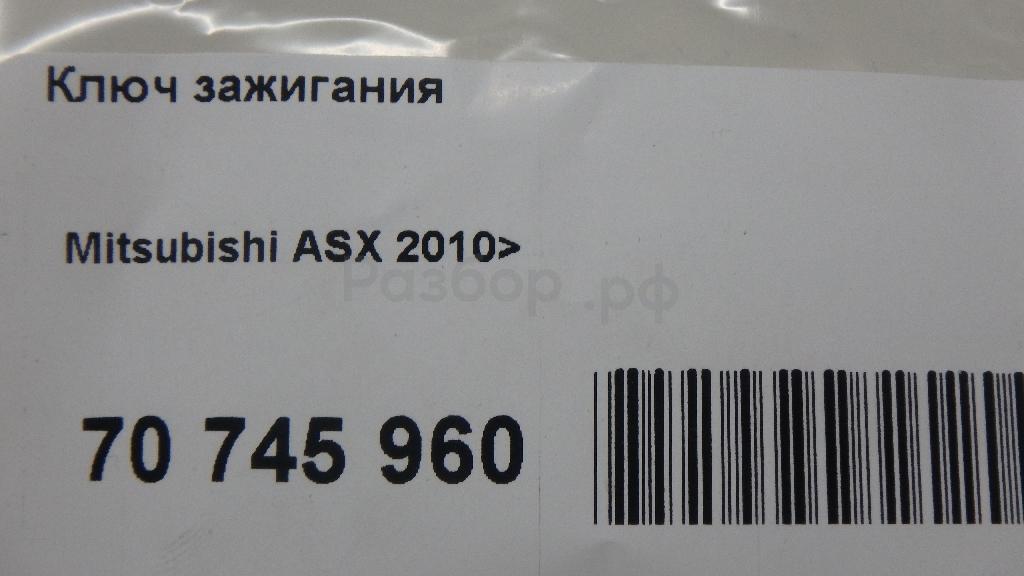 Ключ зажигания
Mitsubishi ASX 2010>
Разбор.рф
70 745 960